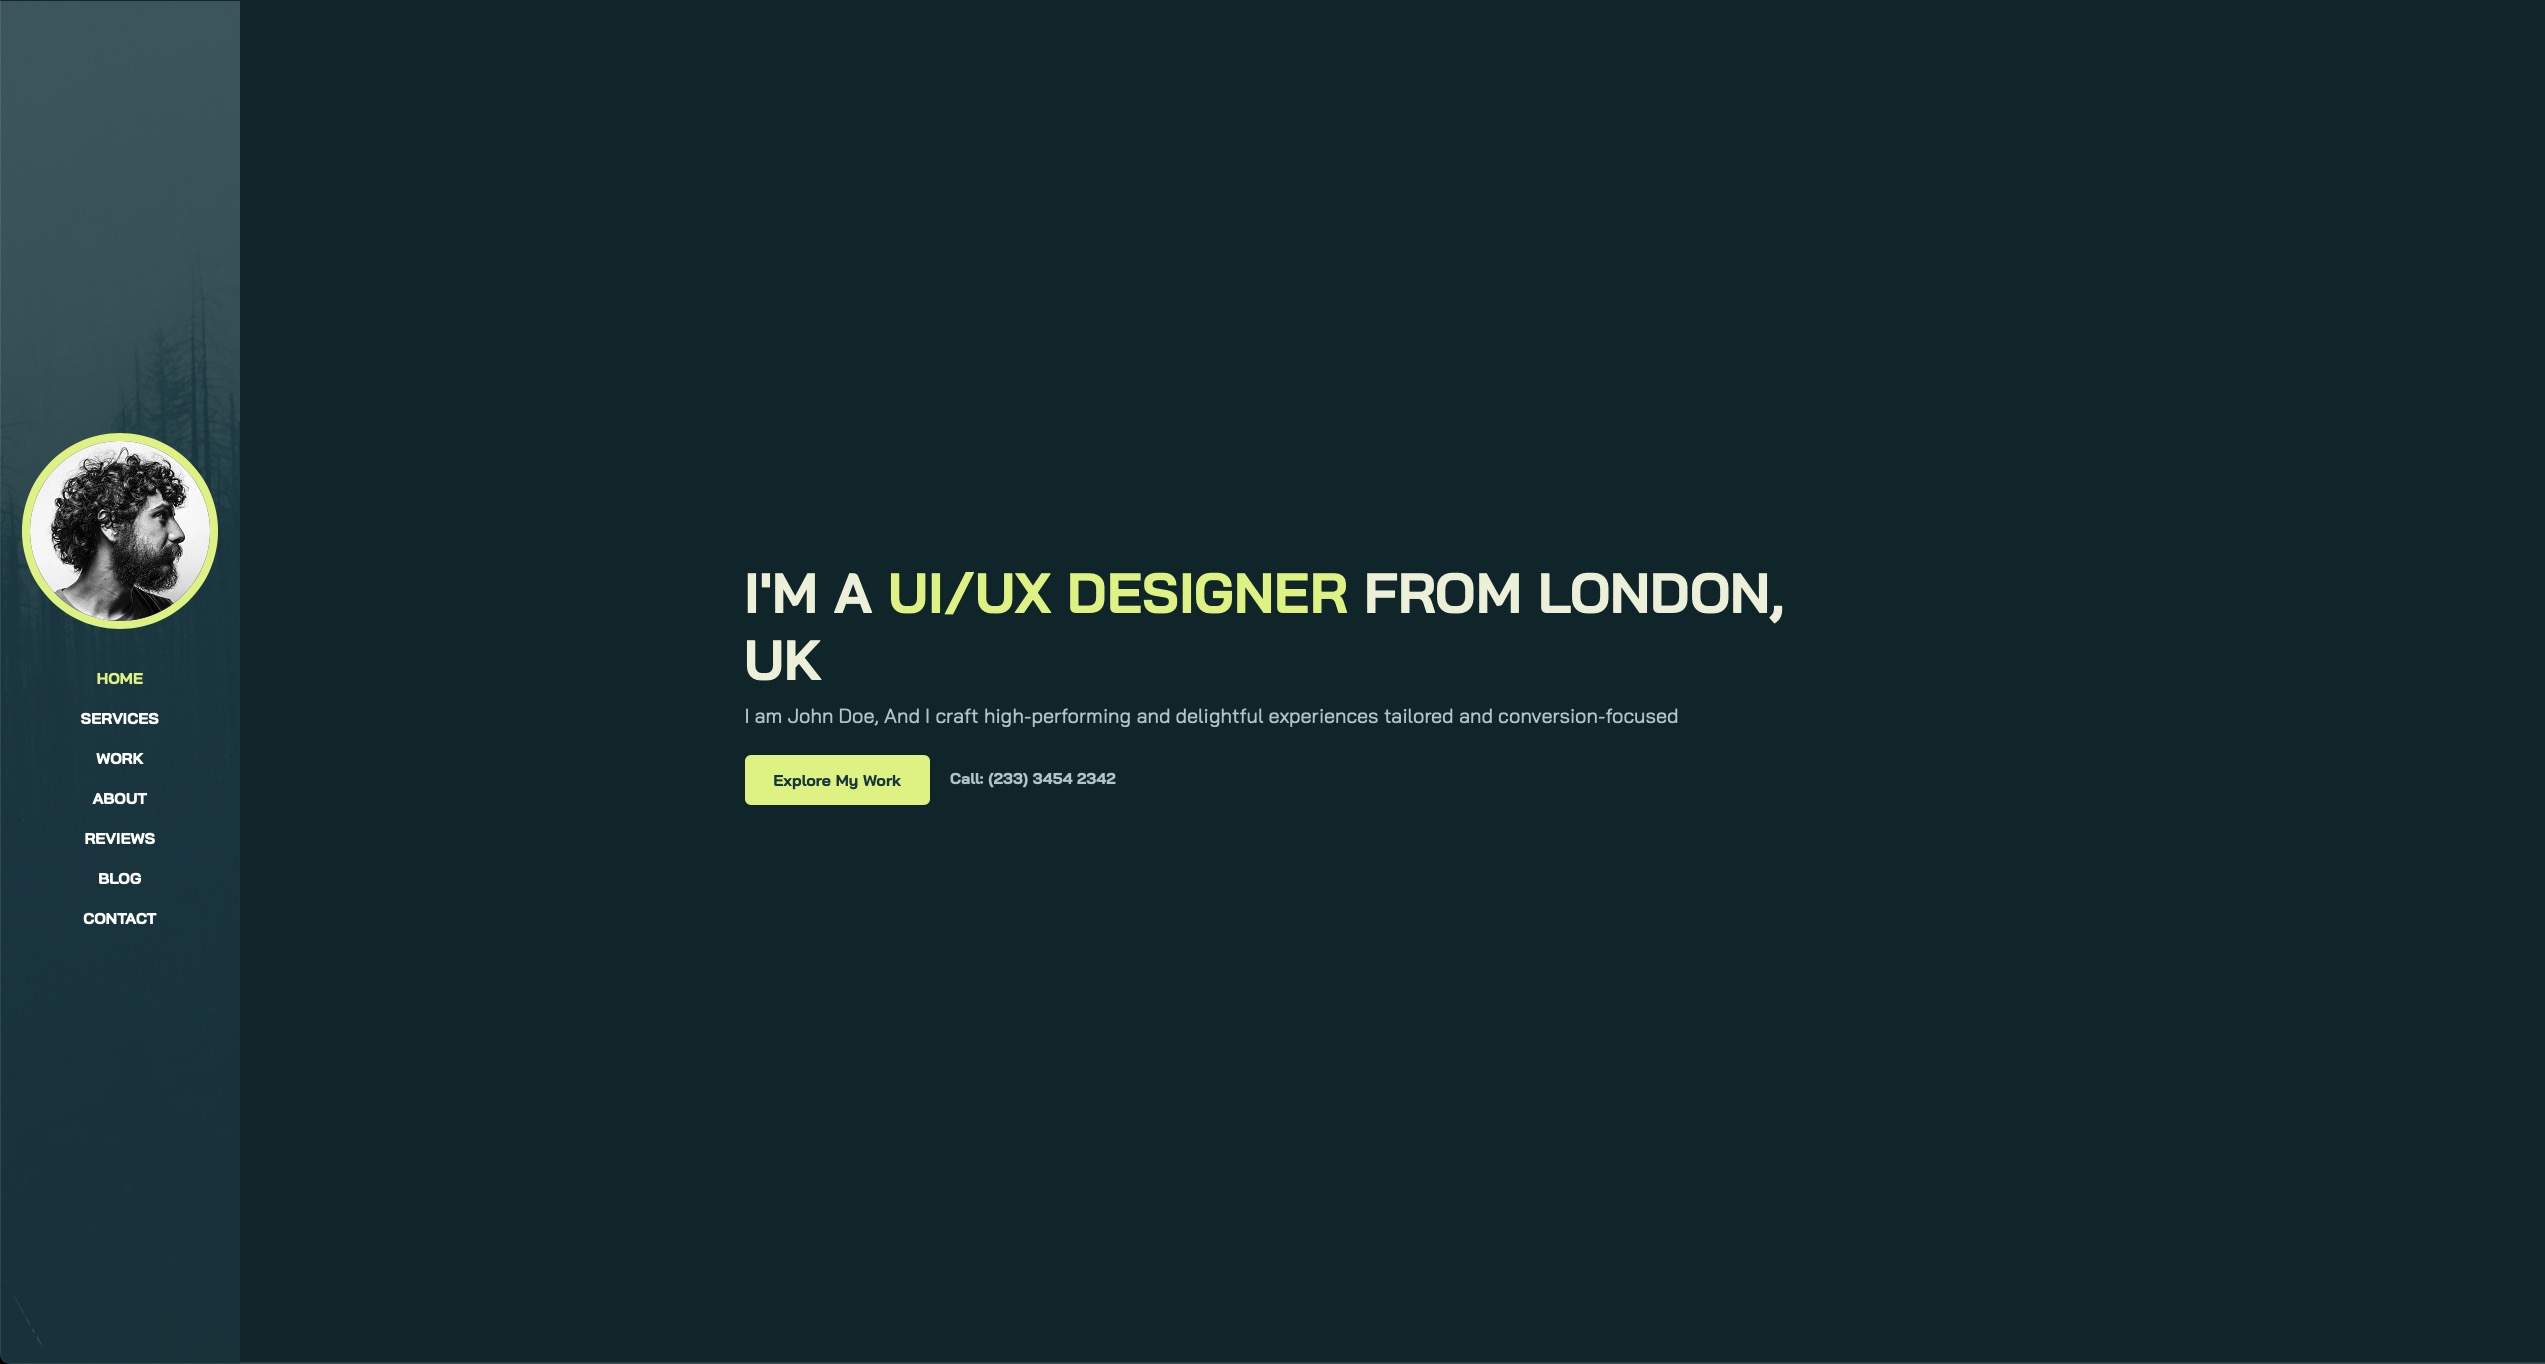 HOME
SERVICES
WORK
ABOUT
REVIEWS
BLOG
CONTACT
I'M A UI/UX DESIGNER FROM LONDON,
UK
I am John Doe, And I craft high-performing and delightful experiences tailored and conversion-focused
Explore My Work
Call: (233) 3454 2342